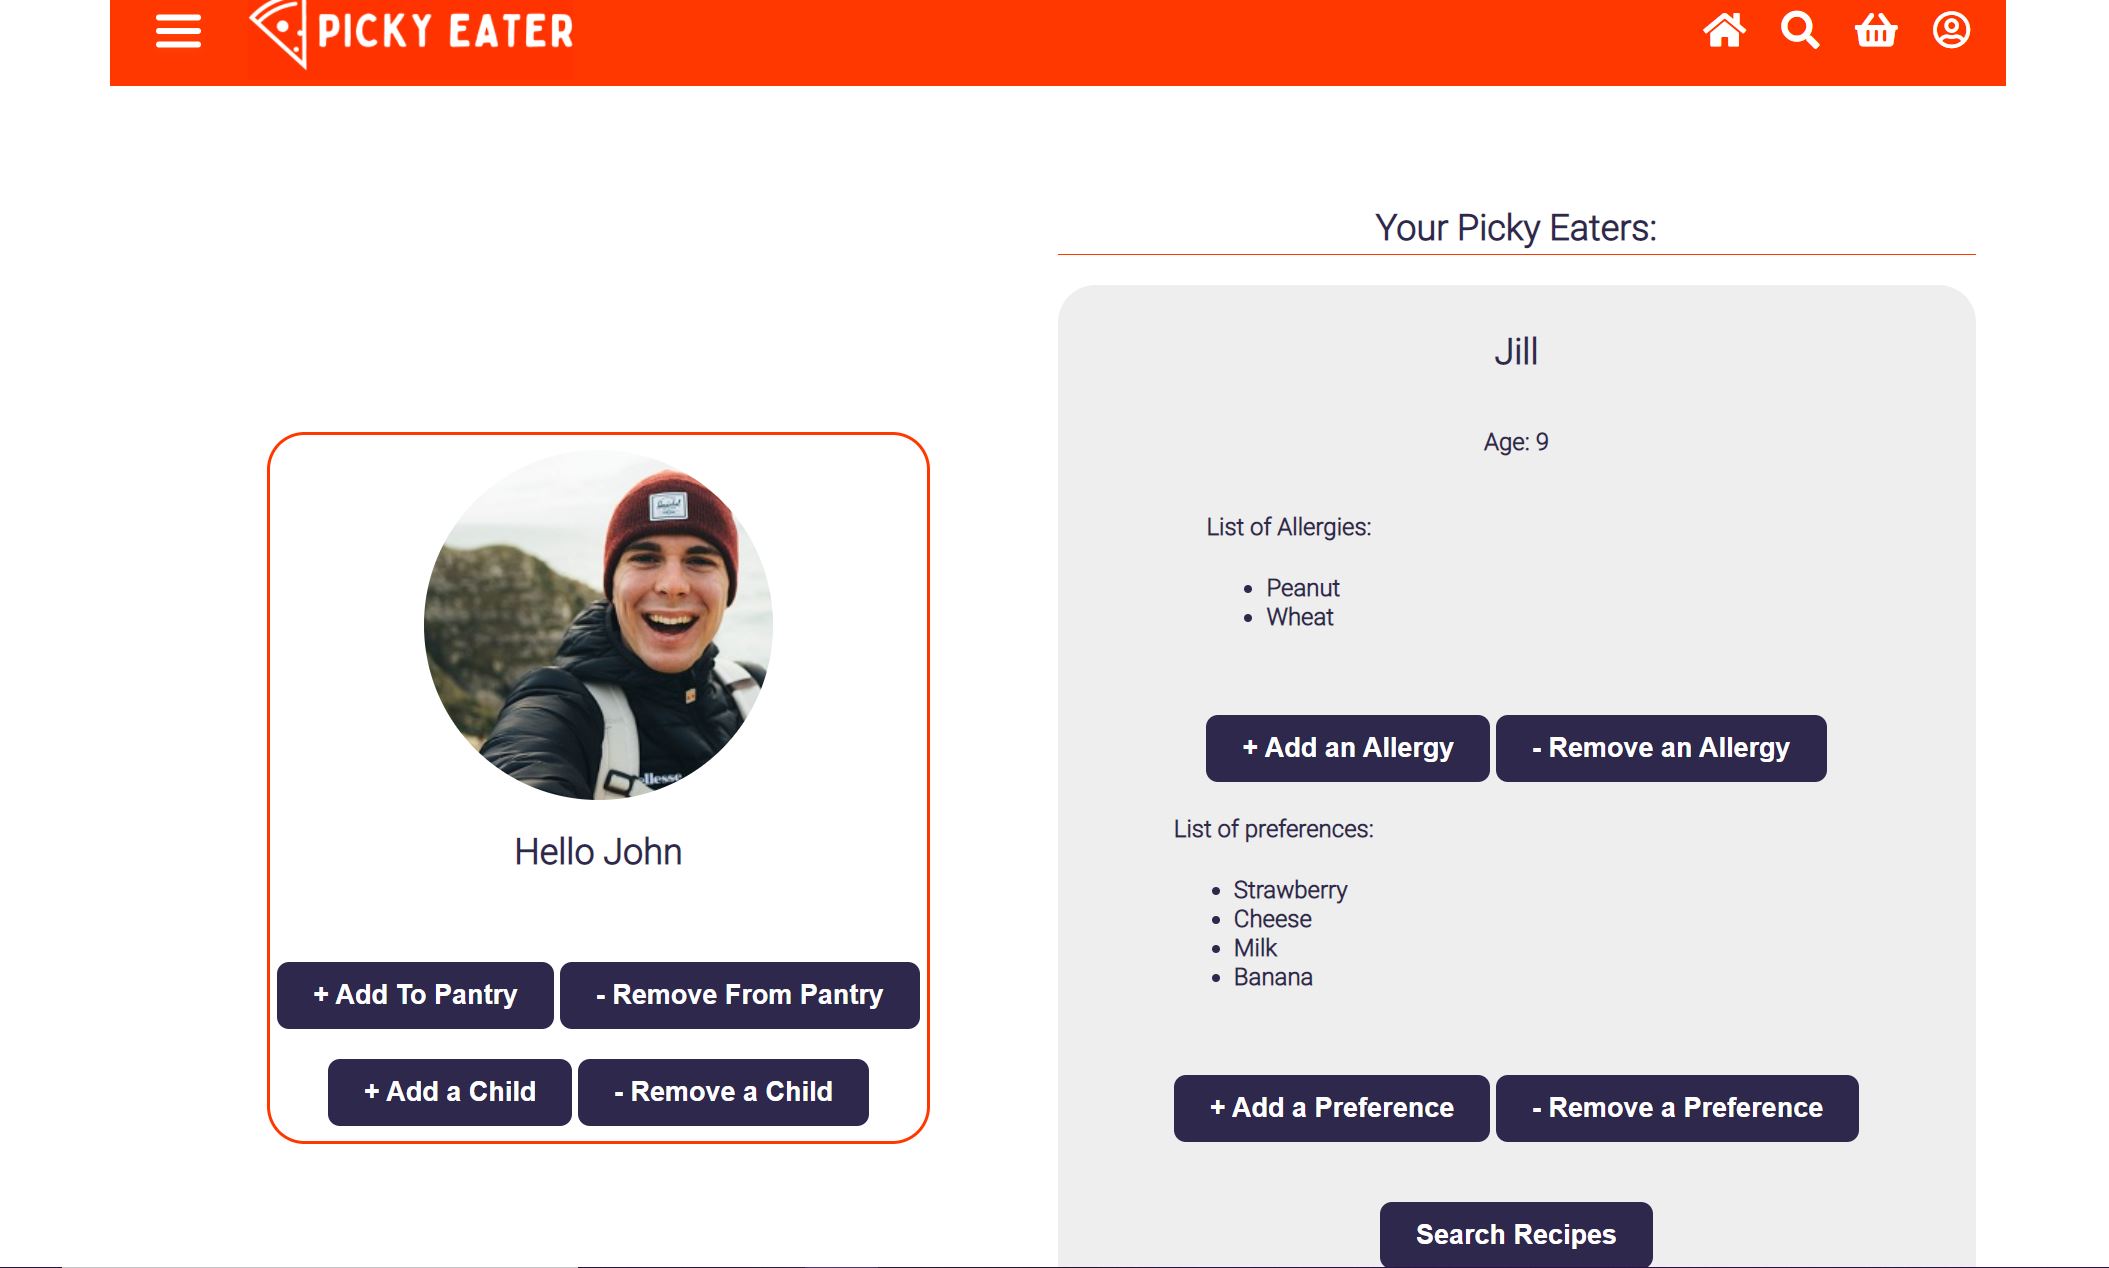 PICKY EATER
Your Picky Eaters:
Jill
Age: 9
List of Allergies:
• Peanut
• Wheat
+ Add an Allergy
- Remove an Allergy
List of preferences:
• Strawberry
• Cheese
• Milk
• Banana
+ Add a Preference
- Remove a Preference
Search Recipes
Hello John
+ Add To Pantry
- Remove From Pantry
+ Add a Child
- Remove a Child